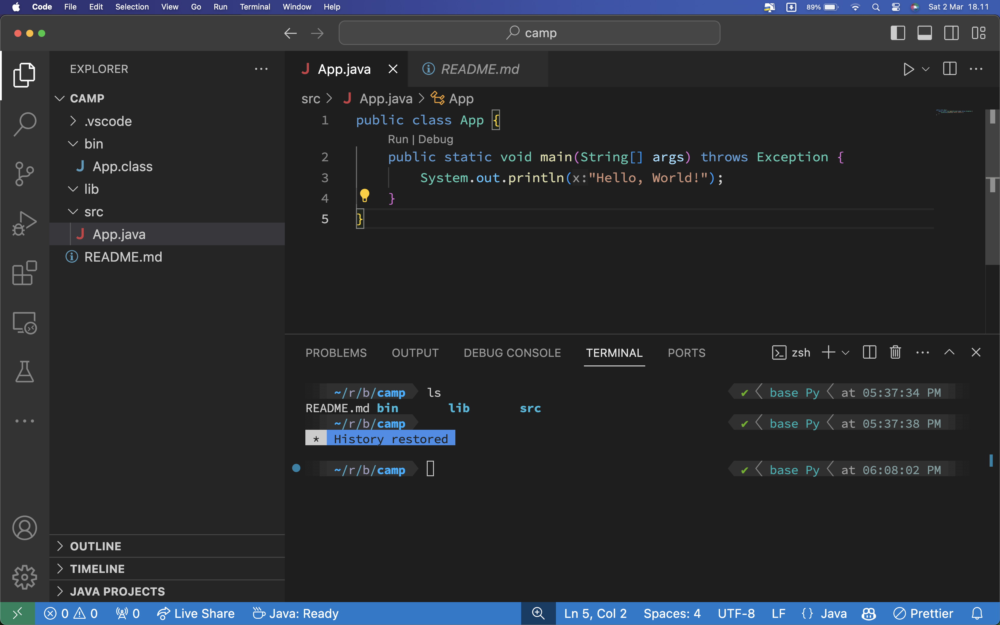 Code File Edit Selection View Go Run Terminal Window Help 89% Sat 2 Mar 18.11
camp
EXPLORER
CAMP
.vscode
bin
App.class
lib
src
App.java
README.md
OUTLINE
TIMELINE
JAVA PROJECTS
App.java README.md
src > App.java > App
1 public class App {
Run | Debug
2 public static void main(String[] args) throws Exception {
3 System.out.println(x:"Hello, World!");
4 }
5 }
PROBLEMS OUTPUT DEBUG CONSOLE TERMINAL PORTS zsh
~/r/b/camp ls ✔ base Py at 05:37:34 PM
README.md bin lib src
~/r/b/camp ✔ base Py at 05:37:38 PM
* History restored
~/r/b/camp ✔ base Py at 06:08:02 PM
0 0 0 Live Share Java: Ready Ln 5, Col 2 Spaces: 4 UTF-8 LF {} Java Prettier